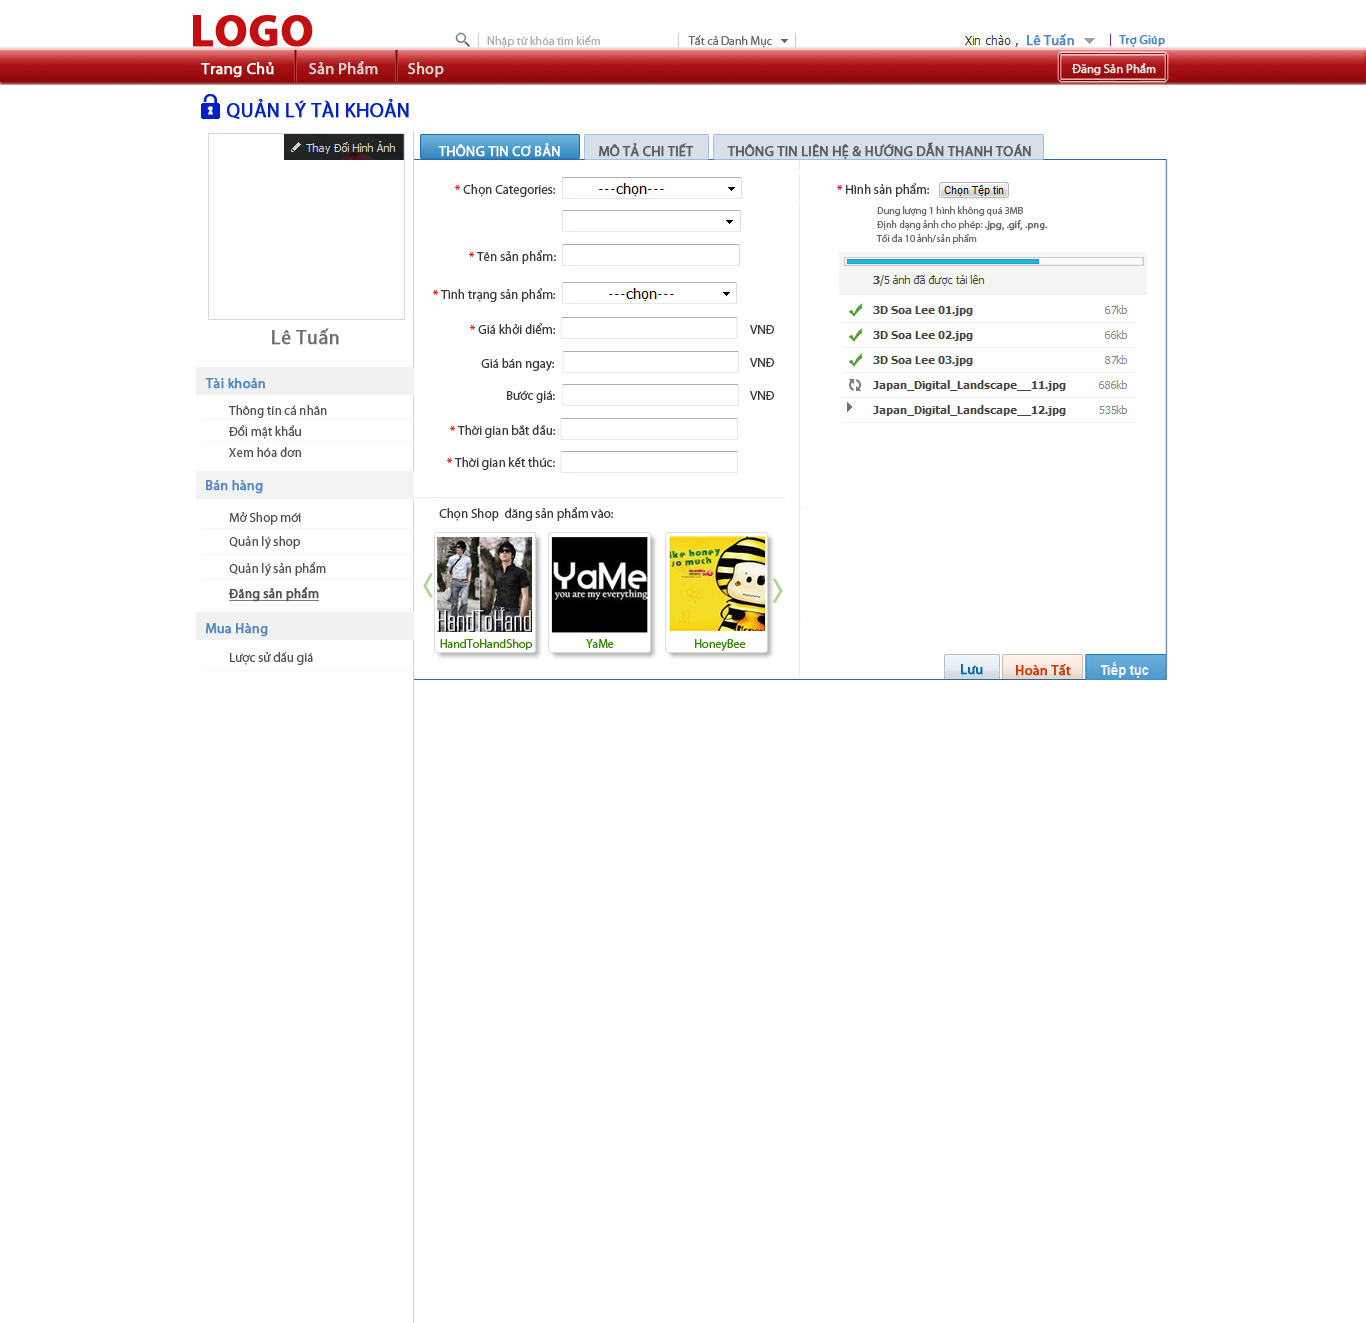 LOGO
Nhập từ khóa tìm kiếm
Tất cả Danh Mục
Xin chào , Lê Tuấn
Trợ Giúp
Trang Chủ
Sản Phẩm
Shop
Đăng Sản Phẩm
QUẢN LÝ TÀI KHOẢN
Thay Đổi Hình Ảnh
Lê Tuấn
Tài khoản
Thông tin cá nhân
Đổi mật khẩu
Xem hóa đơn
Bán hàng
Mở Shop mới
Quản lý shop
Quản lý sản phẩm
Đăng sản phẩm
Mua Hàng
Lược sử đấu giá
THÔNG TIN CƠ BẢN
MÔ TẢ CHI TIẾT
THÔNG TIN LIÊN HỆ & HƯỚNG DẪN THANH TOÁN
* Chọn Categories:
---chọn---
* Tên sản phẩm:
* Tình trạng sản phẩm:
---chọn---
* Giá khởi điểm:
VNĐ
Giá bán ngay:
VNĐ
Bước giá:
VNĐ
* Thời gian bắt đầu:
* Thời gian kết thúc:
Chọn Shop đăng sản phẩm vào:
HandToHand
HandToHandShop
YaMe
you are my everything
YaMe
ike honey
so much
HoneyBee
* Hình sản phẩm:
Chọn Tệp tin
Dung lượng 1 hình không quá 3MB
Định dạng ảnh cho phép: .jpg, .gif, .png.
Tối đa 10 ảnh/sản phẩm
3/5 ảnh đã được tải lên
3D Soa Lee 01.jpg 67kb
3D Soa Lee 02.jpg 66kb
3D Soa Lee 03.jpg 87kb
Japan_Digital_Landscape__11.jpg 686kb
Japan_Digital_Landscape__12.jpg 535kb
Lưu
Hoàn Tất
Tiếp tục